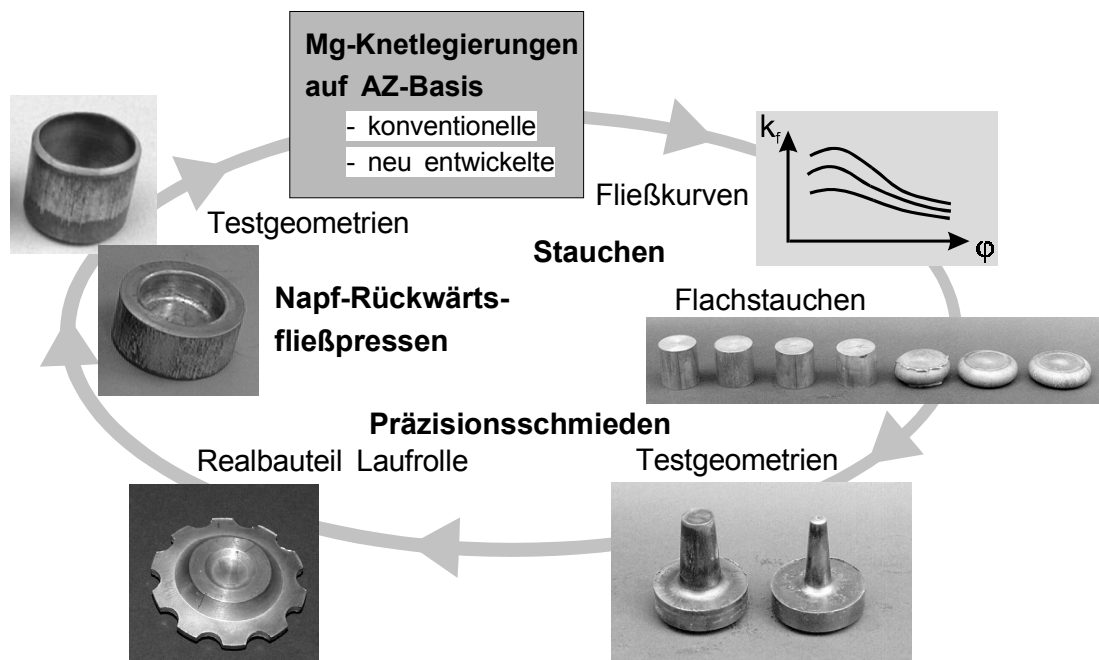 Mg-Knetlegierungen
auf AZ-Basis
- konventionelle
- neu entwickelte
kf
φ
Fließkurven
Testgeometrien
Stauchen
Napf-Rückwärts-
fließpressen
Flachstauchen
Präzisionsschmieden
Realbauteil Laufrolle
Testgeometrien